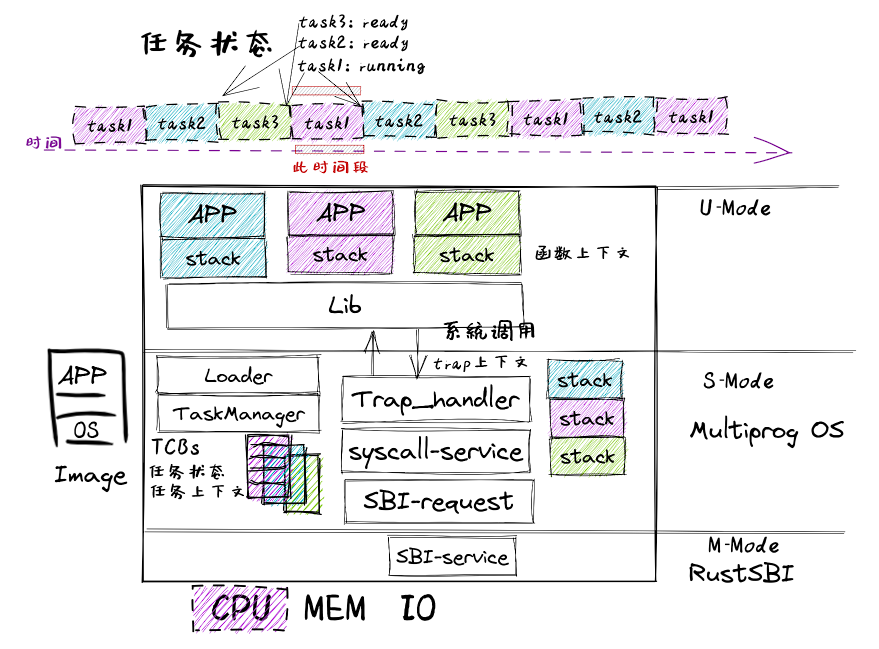 任务状态
task3: ready
task2: ready
task1: running
task1 task2 task3 task1 task2 task3 task1 task2 task1
时间
此时间段
U-Mode
APP APP APP
stack stack stack
函数上下文
Lib
系统调用
trap上下文
S-Mode
Multiprog OS
APP
OS
Image
Loader
TaskManager
TCBs
任务状态
任务上下文
Trap_handler
syscall-service
SBI-request
stack
stack
stack
M-Mode
RustSBI
SBI-service
CPU MEM IO